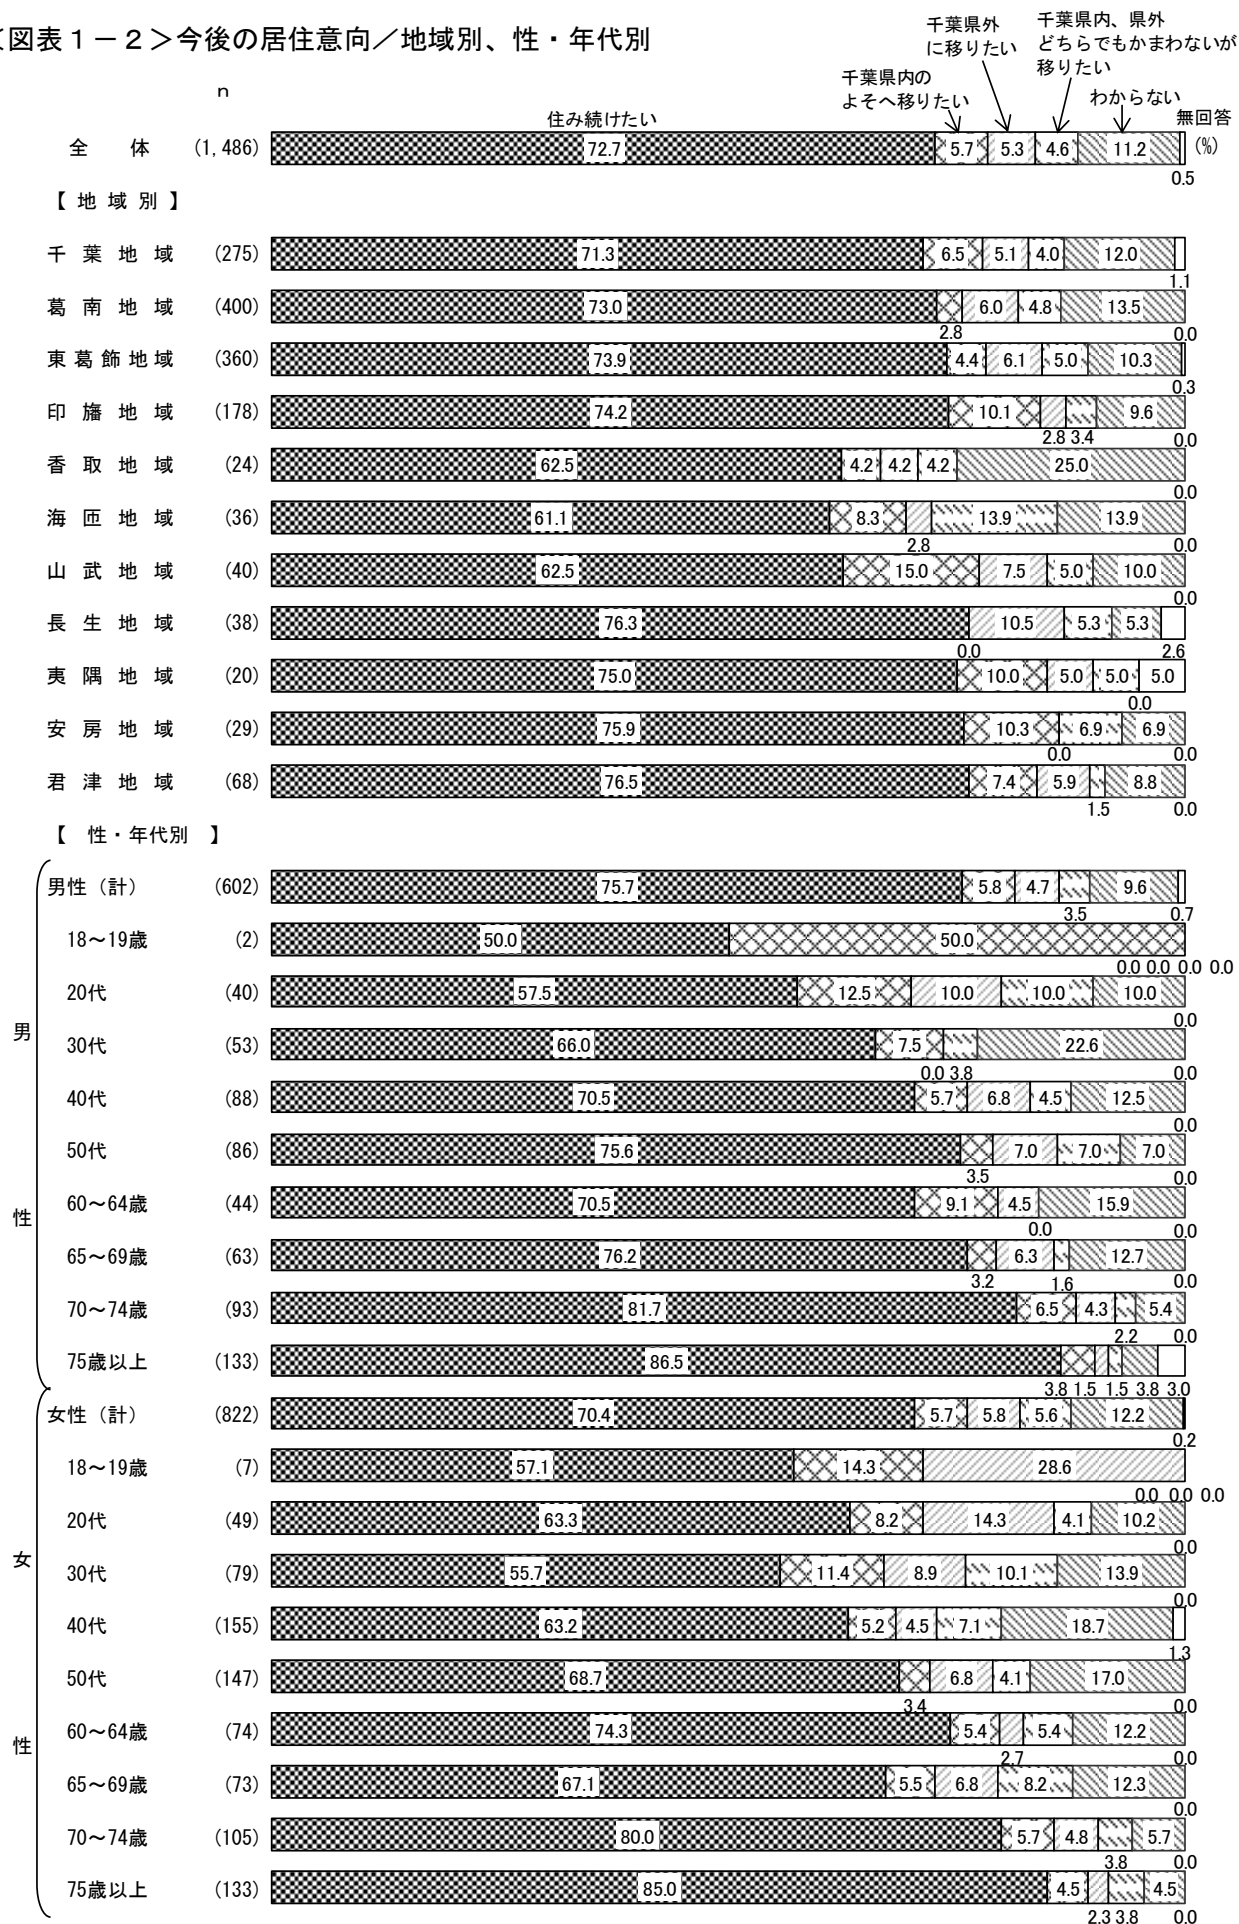 ＜図表１－２＞今後の居住意向／地域別、性・年代別
千葉県外に移りたい
千葉県内、県外どちらでもかまわないが移りたい
千葉県内のよそへ移りたい
わからない
無回答
n
住み続けたい
(%)
全体 (1,486) 72.7 5.7 5.3 4.6 11.2 0.5
【地域別】
千葉地域 (275) 71.3 6.5 5.1 4.0 12.0 1.1
葛南地域 (400) 73.0 2.8 6.0 4.8 13.5 0.0
東葛飾地域 (360) 73.9 4.4 6.1 5.0 10.3 0.3
印旛地域 (178) 74.2 10.1 2.8 3.4 9.6 0.0
香取地域 (24) 62.5 4.2 4.2 4.2 25.0 0.0
海匝地域 (36) 61.1 8.3 2.8 13.9 13.9 0.0
山武地域 (40) 62.5 15.0 7.5 5.0 10.0 0.0
長生地域 (38) 76.3 0.0 10.5 5.3 5.3 2.6
夷隅地域 (20) 75.0 10.0 5.0 5.0 0.0 5.0
安房地域 (29) 75.9 10.3 0.0 6.9 6.9 0.0
君津地域 (68) 76.5 7.4 5.9 1.5 8.8 0.0
【性・年代別】
男性
男性（計） (602) 75.7 5.8 4.7 3.5 9.6 0.7
18～19歳 (2) 50.0 50.0 0.0 0.0 0.0 0.0
20代 (40) 57.5 12.5 10.0 10.0 10.0 0.0
30代 (53) 66.0 7.5 0.0 3.8 22.6 0.0
40代 (88) 70.5 5.7 6.8 4.5 12.5 0.0
50代 (86) 75.6 3.5 7.0 7.0 7.0 0.0
60～64歳 (44) 70.5 9.1 4.5 0.0 15.9 0.0
65～69歳 (63) 76.2 3.2 6.3 1.6 12.7 0.0
70～74歳 (93) 81.7 6.5 4.3 2.2 5.4 0.0
75歳以上 (133) 86.5 3.8 1.5 1.5 3.8 3.0
女性
女性（計） (822) 70.4 5.7 5.8 5.6 12.2 0.2
18～19歳 (7) 57.1 14.3 28.6 0.0 0.0 0.0
20代 (49) 63.3 8.2 14.3 4.1 10.2 0.0
30代 (79) 55.7 11.4 8.9 10.1 13.9 0.0
40代 (155) 63.2 5.2 4.5 7.1 18.7 1.3
50代 (147) 68.7 3.4 6.8 4.1 17.0 0.0
60～64歳 (74) 74.3 5.4 2.7 5.4 12.2 0.0
65～69歳 (73) 67.1 5.5 6.8 8.2 12.3 0.0
70～74歳 (105) 80.0 5.7 4.8 3.8 5.7 0.0
75歳以上 (133) 85.0 4.5 2.3 3.8 4.5 0.0